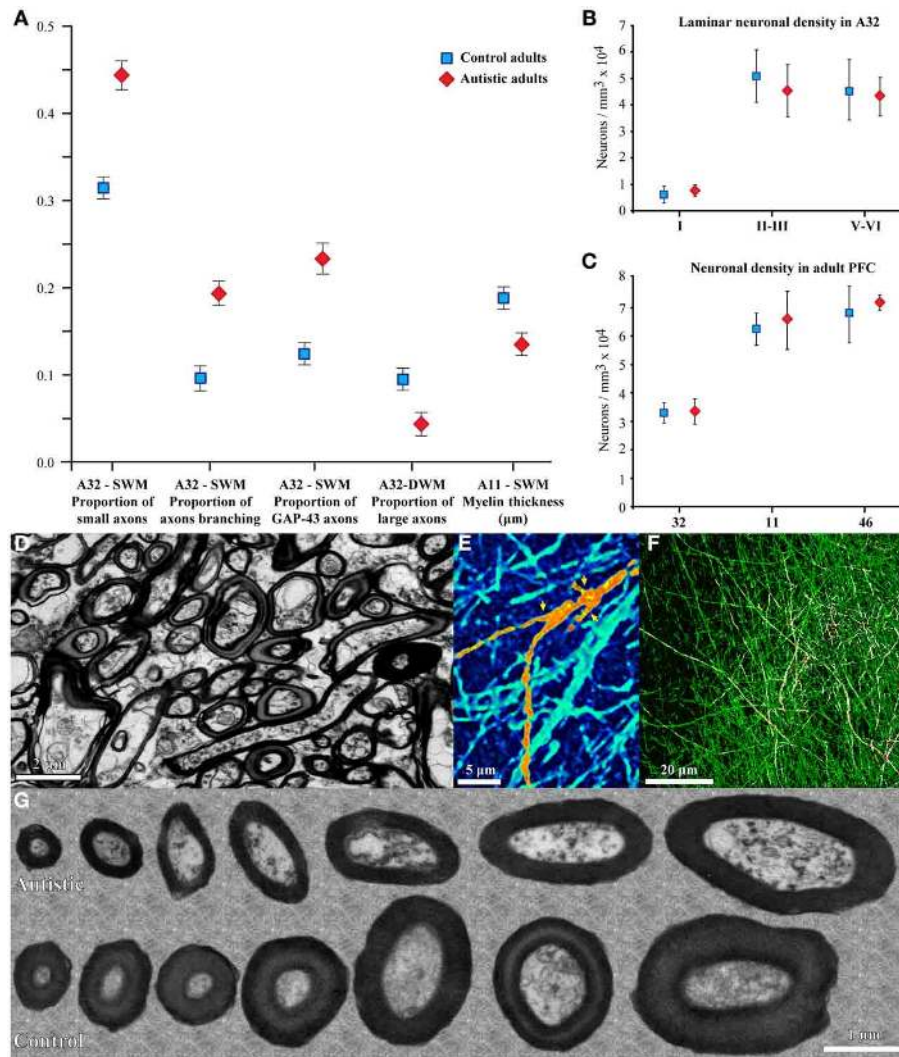 A
0.5
0.4
0.3
0.2
0.1
0.0
Control adults
Autistic adults
A32 - SWM
Proportion of
small axons
A32 - SWM
Proportion of
axons branching
A32 - SWM
Proportion of
GAP-43 axons
A32-DWM
Proportion of
large axons
A11 - SWM
Myelin thickness
(μm)
B
Laminar neuronal density in A32
Neurons / mm3 x 10⁴
7
6
5
4
3
2
1
0
I
II-III
V-VI
C
Neuronal density in adult PFC
Neurons / mm3 x 10⁴
8
7
6
5
4
3
2
1
0
32
11
46
D
2 μm
E
5 μm
F
20 μm
G
Autistic
Control
1 μm